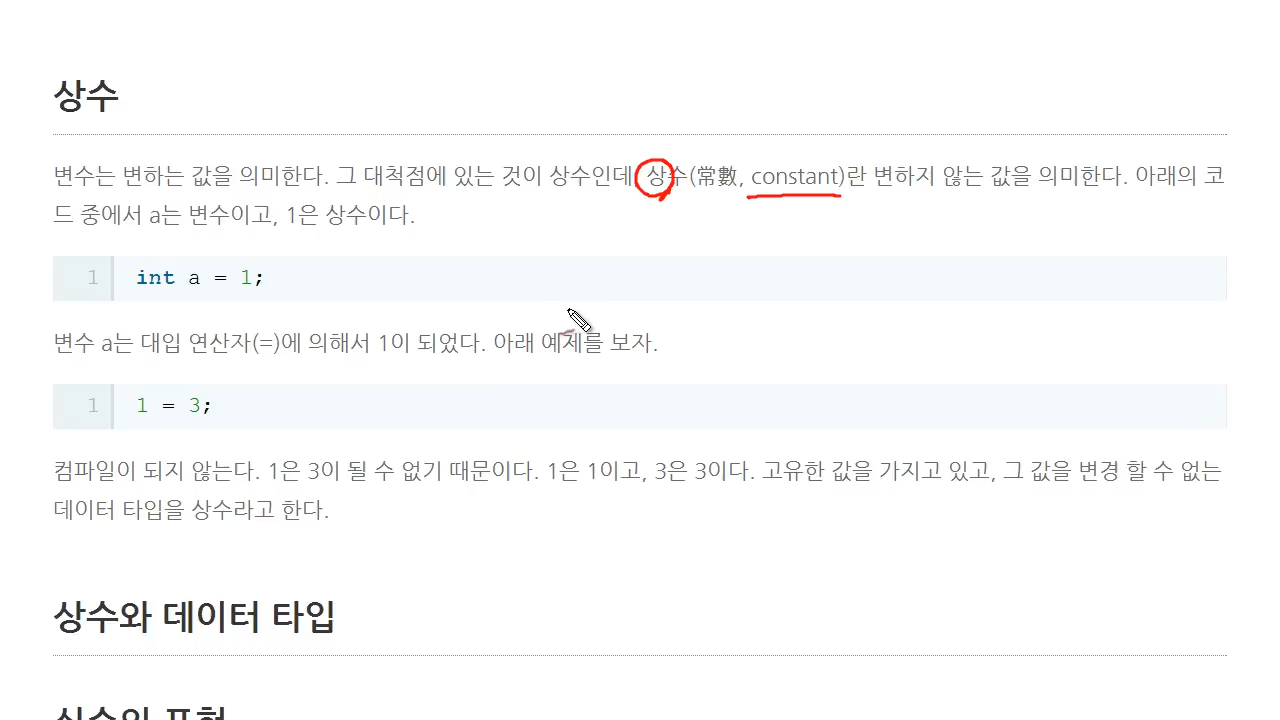 상수
변수는 변하는 값을 의미한다. 그 대척점에 있는 것이 상수인데 상수(常數, constant)란 변하지 않는 값을 의미한다. 아래의 코
드 중에서 a는 변수이고, 1은 상수이다.
1 int a = 1;
변수 a는 대입 연산자(=)에 의해서 1이 되었다. 아래 예제를 보자.
1 1 = 3;
컴파일이 되지 않는다. 1은 3이 될 수 없기 때문이다. 1은 1이고, 3은 3이다. 고유한 값을 가지고 있고, 그 값을 변경 할 수 없는
데이터 타입을 상수라고 한다.
상수와 데이터 타입